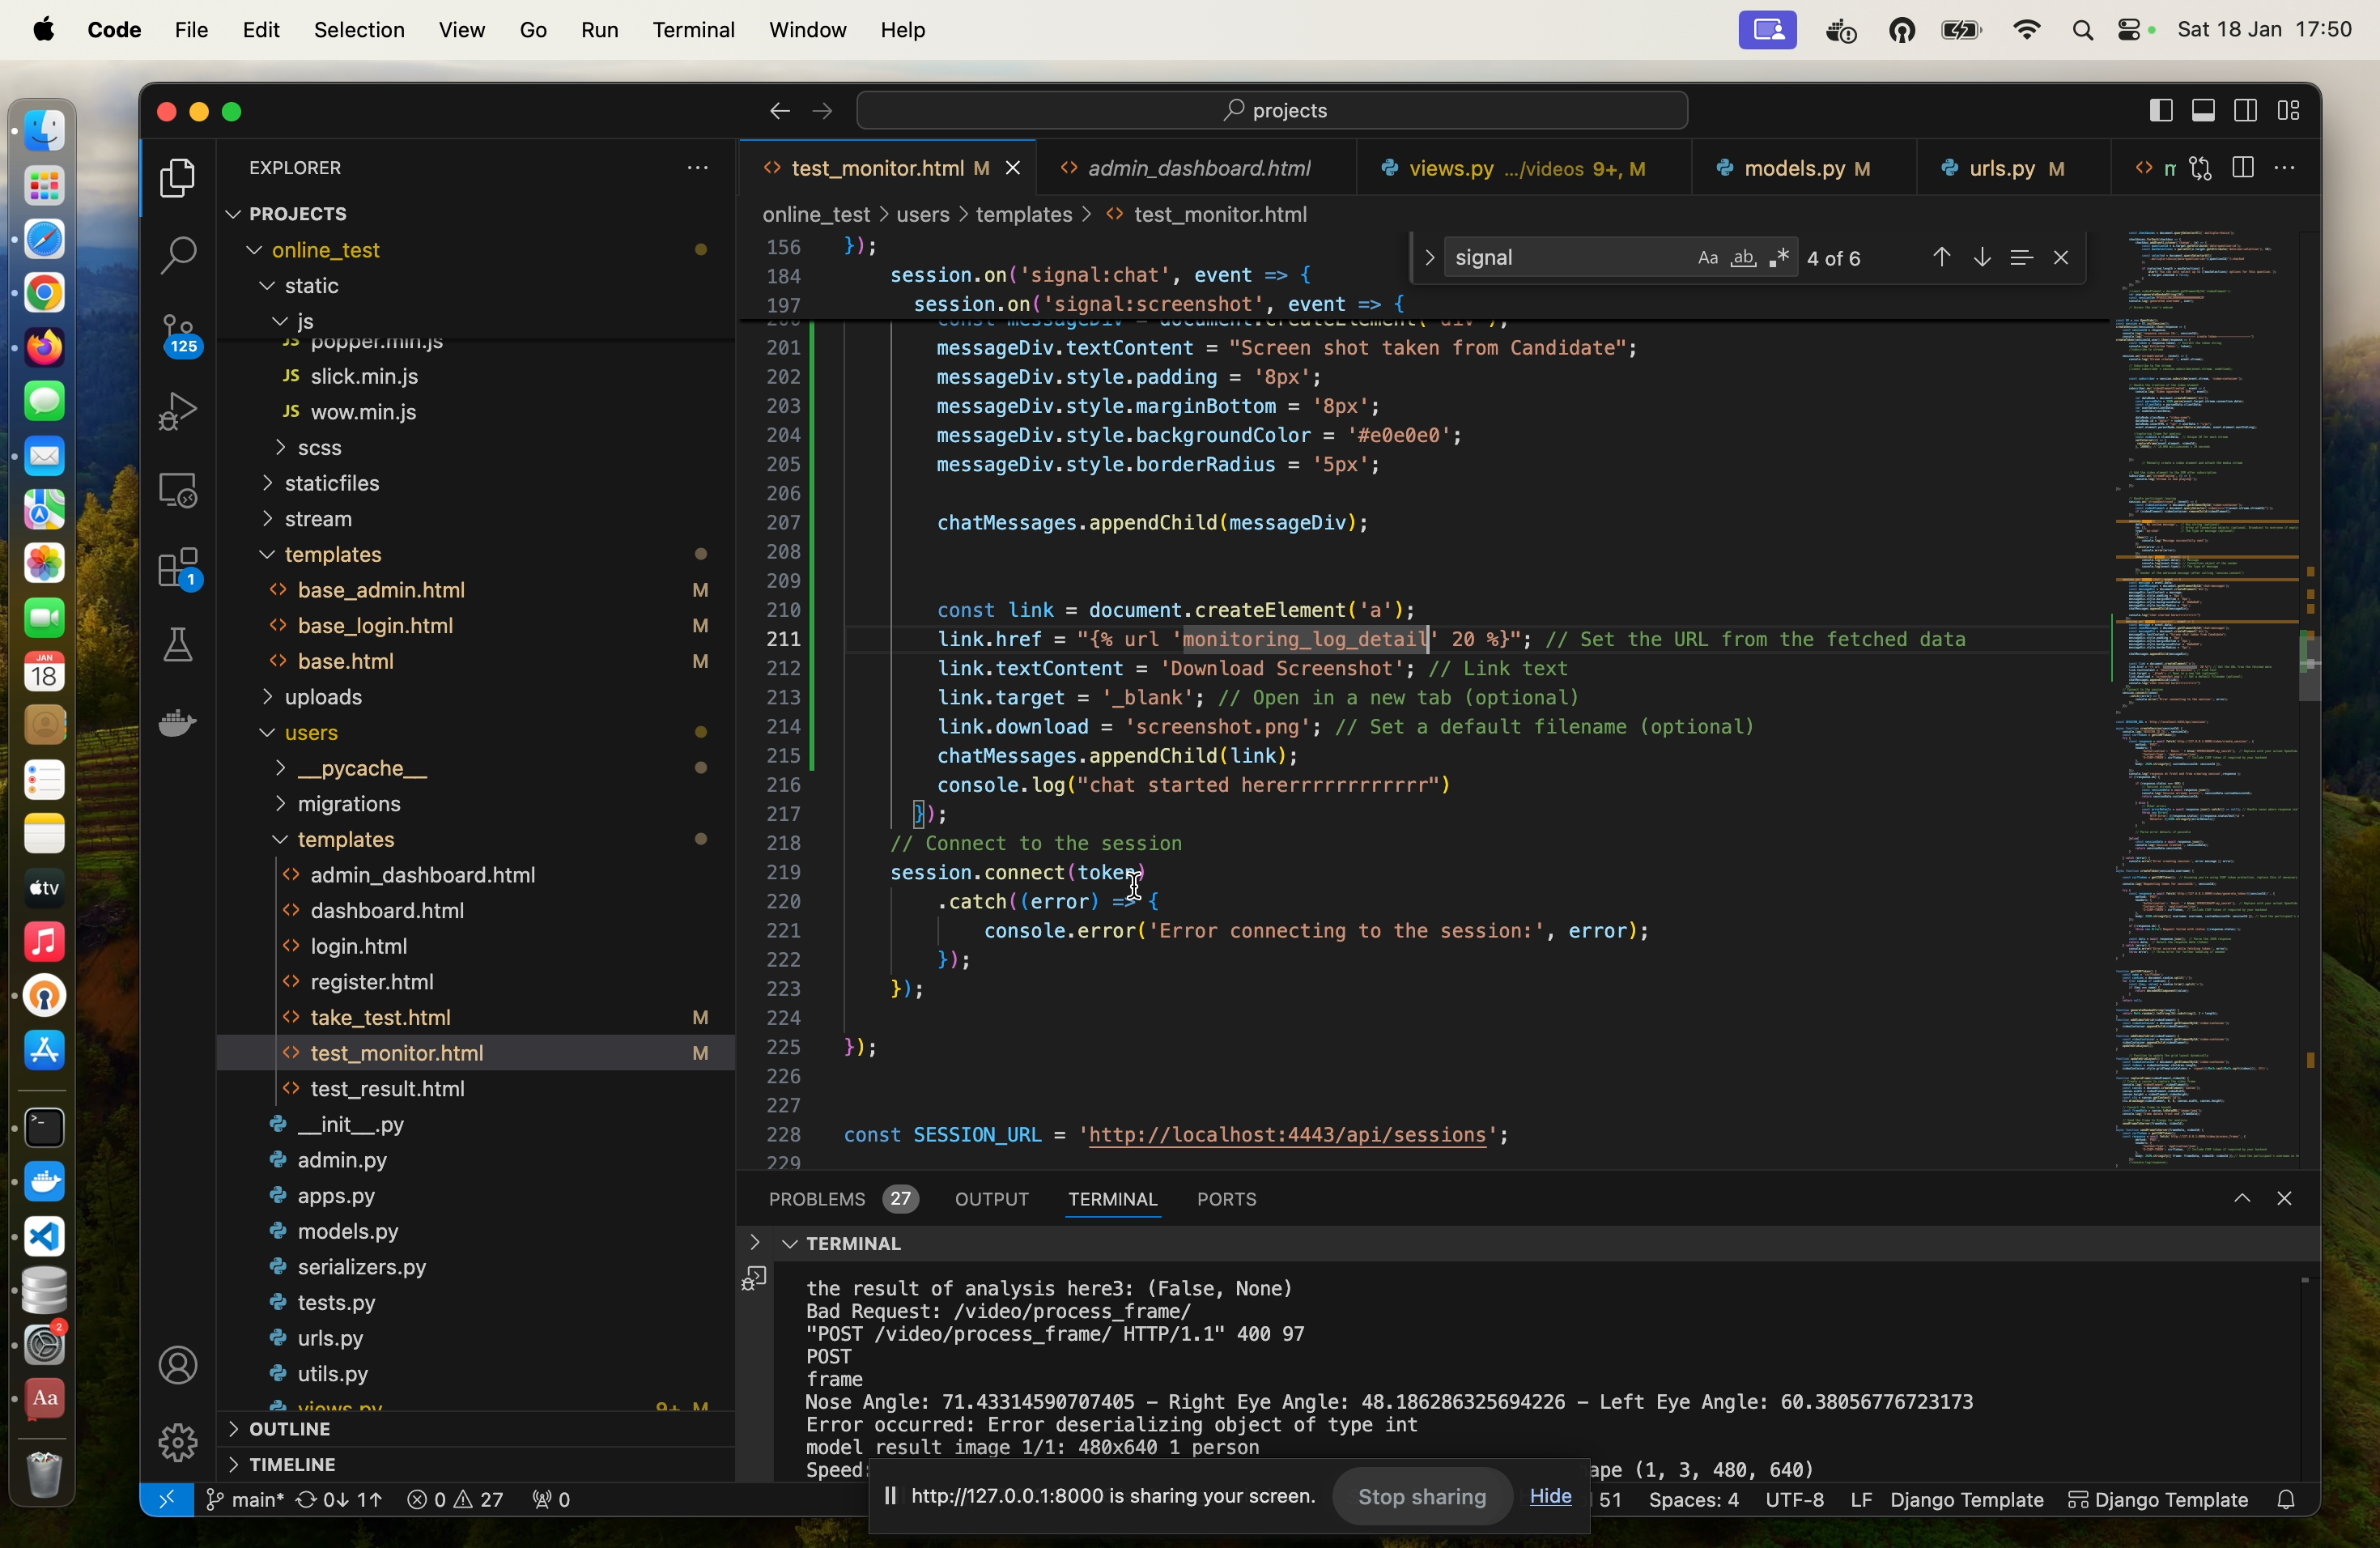 Code File Edit Selection View Go Run Terminal Window Help Sat 18 Jan 17:50
projects
EXPLORER
PROJECTS
online_test
static
js
popper.min.js
JS slick.min.js
JS wow.min.js
scss
staticfiles
stream
templates
base_admin.html M
base_login.html M
base.html M
uploads
users
__pycache__
migrations
templates
admin_dashboard.html
dashboard.html
login.html
register.html
take_test.html M
test_monitor.html M
test_result.html
__init__.py
admin.py
apps.py
models.py
serializers.py
tests.py
urls.py
utils.py
views.py 9+, M
OUTLINE
TIMELINE
125
1
JAN
18
tv
2
Aa
test_monitor.html M admin_dashboard.html views.py .../videos 9+, M models.py M urls.py M
online_test > users > templates > test_monitor.html
signal Aa ab 4 of 6
156 });
184 session.on('signal:chat', event => {
197 session.on('signal:screenshot', event => {
200 const messageDiv = document.createElement('div');
201 messageDiv.textContent = "Screen shot taken from Candidate";
202 messageDiv.style.padding = '8px';
203 messageDiv.style.marginBottom = '8px';
204 messageDiv.style.backgroundColor = '#e0e0e0';
205 messageDiv.style.borderRadius = '5px';
206
207 chatMessages.appendChild(messageDiv);
208
209
210 const link = document.createElement('a');
211 link.href = "{% url 'monitoring_log_detail' 20 %}"; // Set the URL from the fetched data
212 link.textContent = 'Download Screenshot'; // Link text
213 link.target = '_blank'; // Open in a new tab (optional)
214 link.download = 'screenshot.png'; // Set a default filename (optional)
215 chatMessages.appendChild(link);
216 console.log("chat started hererrrrrrrrrrr")
217 });
218 // Connect to the session
219 session.connect(token)
220 .catch((error) => {
221 console.error('Error connecting to the session:', error);
222 });
223 });
224
225 });
226
227
228 const SESSION_URL = 'http://localhost:4443/api/sessions';
229
PROBLEMS 27 OUTPUT TERMINAL PORTS
TERMINAL
the result of analysis here3: (False, None)
Bad Request: /video/process_frame/
"POST /video/process_frame/ HTTP/1.1" 400 97
POST
frame
Nose Angle: 71.43314590707405 – Right Eye Angle: 48.186286325694226 – Left Eye Angle: 60.38056776723173
Error occurred: Error deserializing object of type int
model result image 1/1: 480x640 1 person
Speed: ape (1, 3, 480, 640)
http://127.0.0.1:8000 is sharing your screen. Stop sharing Hide
main* 0↓ 1↑ 0 27 0 51 Spaces: 4 UTF-8 LF Django Template Django Template